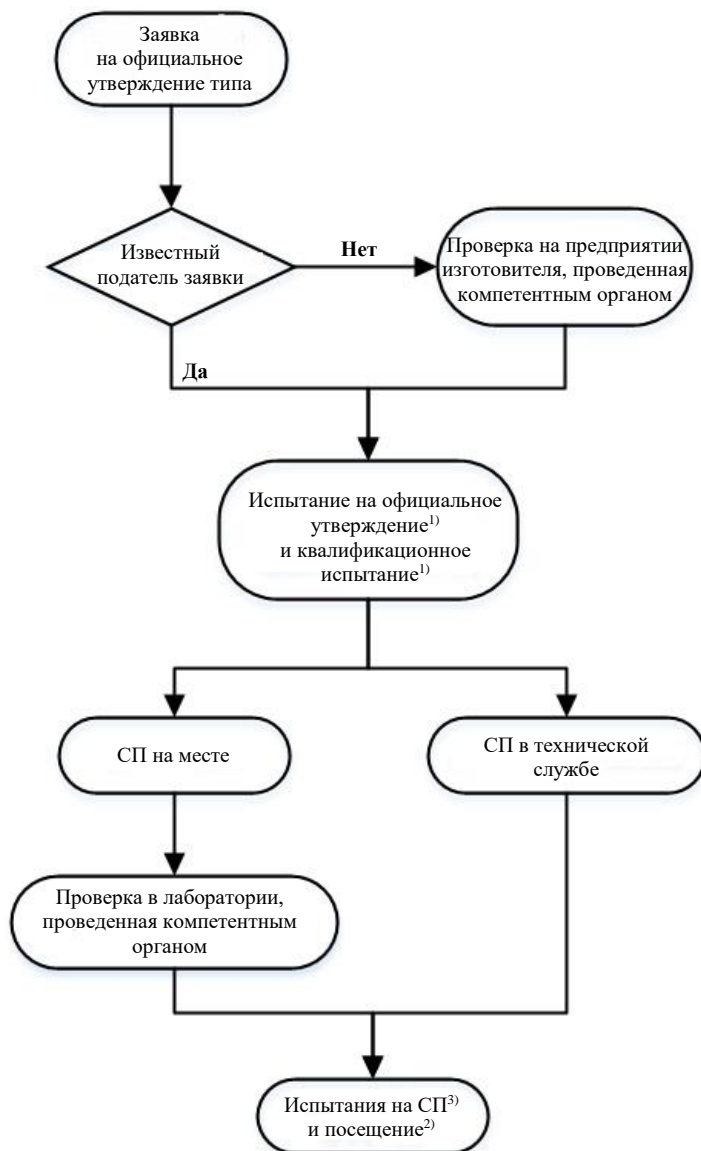 Заявка
на официальное
утверждение типа
Известный
податель заявки
Нет
Проверка на предприятии
изготовителя, проведенная
компетентным органом
Да
Испытание на официальное
утверждение¹⁾
и квалификационное
испытание¹⁾
СП на месте
СП в технической
службе
Проверка в лаборатории,
проведенная компетентным
органом
Испытания на СП³⁾
и посещение²⁾